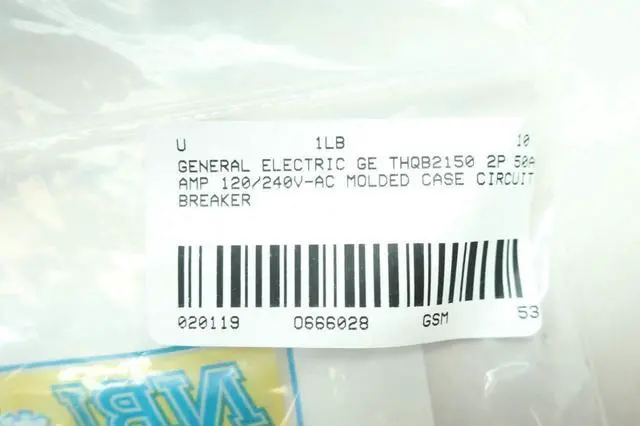 U 1LB 10
GENERAL ELECTRIC GE THQB2150 2P 50A
AMP 120/240V-AC MOLDED CASE CIRCUIT
BREAKER
020119 0666028 GSM 53
MBI